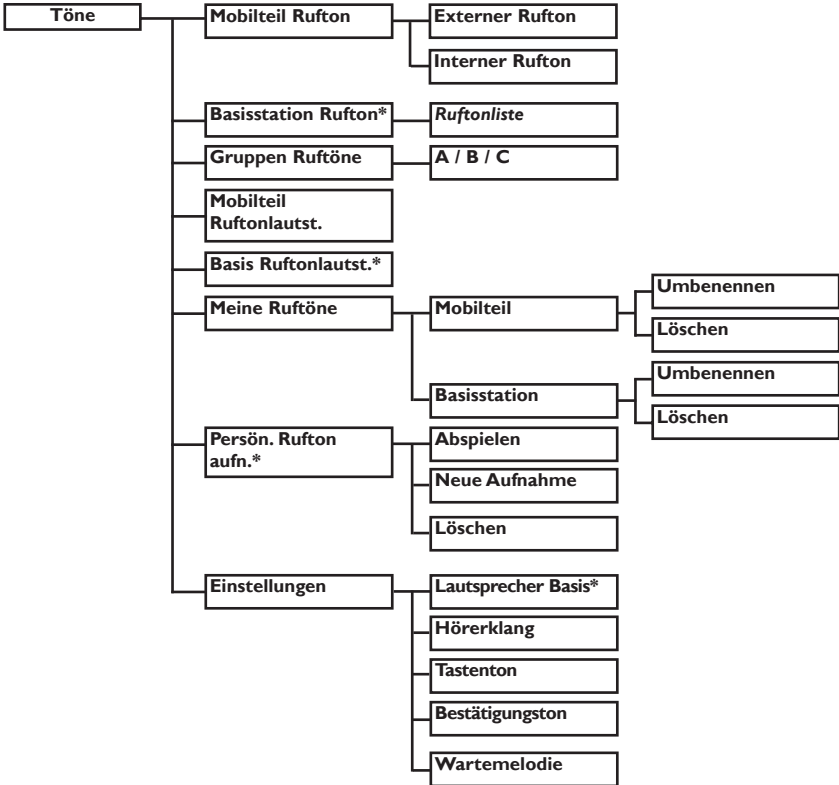 Töne
Mobilteil Rufton
Externer Rufton
Interner Rufton
Basisstation Rufton*
Ruftonliste
Gruppen Ruftöne
A / B / C
Mobilteil
Ruftonlautst.
Basis Ruftonlautst.*
Meine Ruftöne
Mobilteil
Umbenennen
Löschen
Basisstation
Umbenennen
Löschen
Persön. Rufton
aufn.*
Abspielen
Neue Aufnahme
Löschen
Einstellungen
Lautsprecher Basis*
Hörerklang
Tastenton
Bestätigungston
Wartemelodie